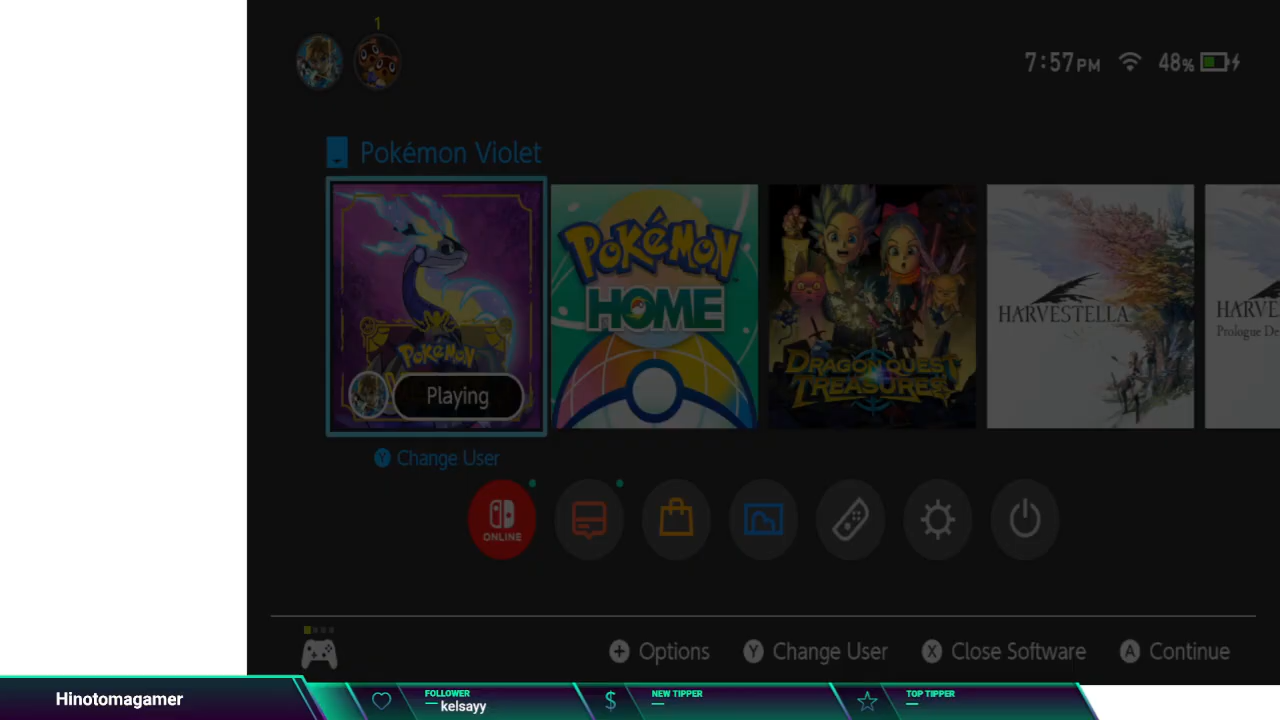 1
7:57PM 48%
Pokémon Violet
POKéMON
Playing
POKéMON
HOME
DRAGON QUEST
TREASURES
HARVESTELLA
HARVE
Prologue De
Y Change User
ONLINE
+ Options Y Change User X Close Software A Continue
Hinotomagamer
FOLLOWER
kelsayy
$
NEW TIPPER
TOP TIPPER